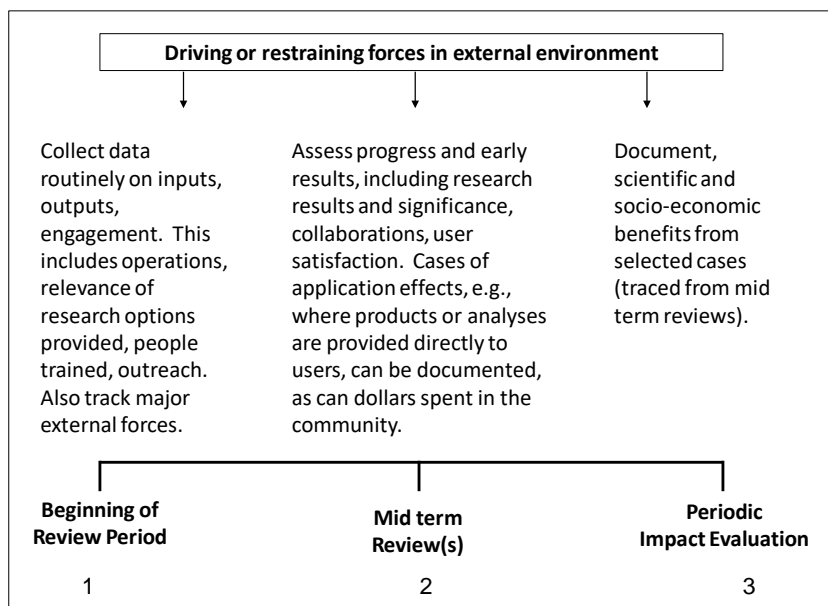 Driving or restraining forces in external environment
Collect data
routinely on inputs,
outputs,
engagement. This
includes operations,
relevance of
research options
provided, people
trained, outreach.
Also track major
external forces.
Assess progress and early
results, including research
results and significance,
collaborations, user
satisfaction. Cases of
application effects, e.g.,
where products or analyses
are provided directly to
users, can be documented,
as can dollars spent in the
community.
Document,
scientific and
socio-economic
benefits from
selected cases
(traced from mid
term reviews).
Beginning of
Review Period
1
Mid term
Review(s)
2
Periodic
Impact Evaluation
3